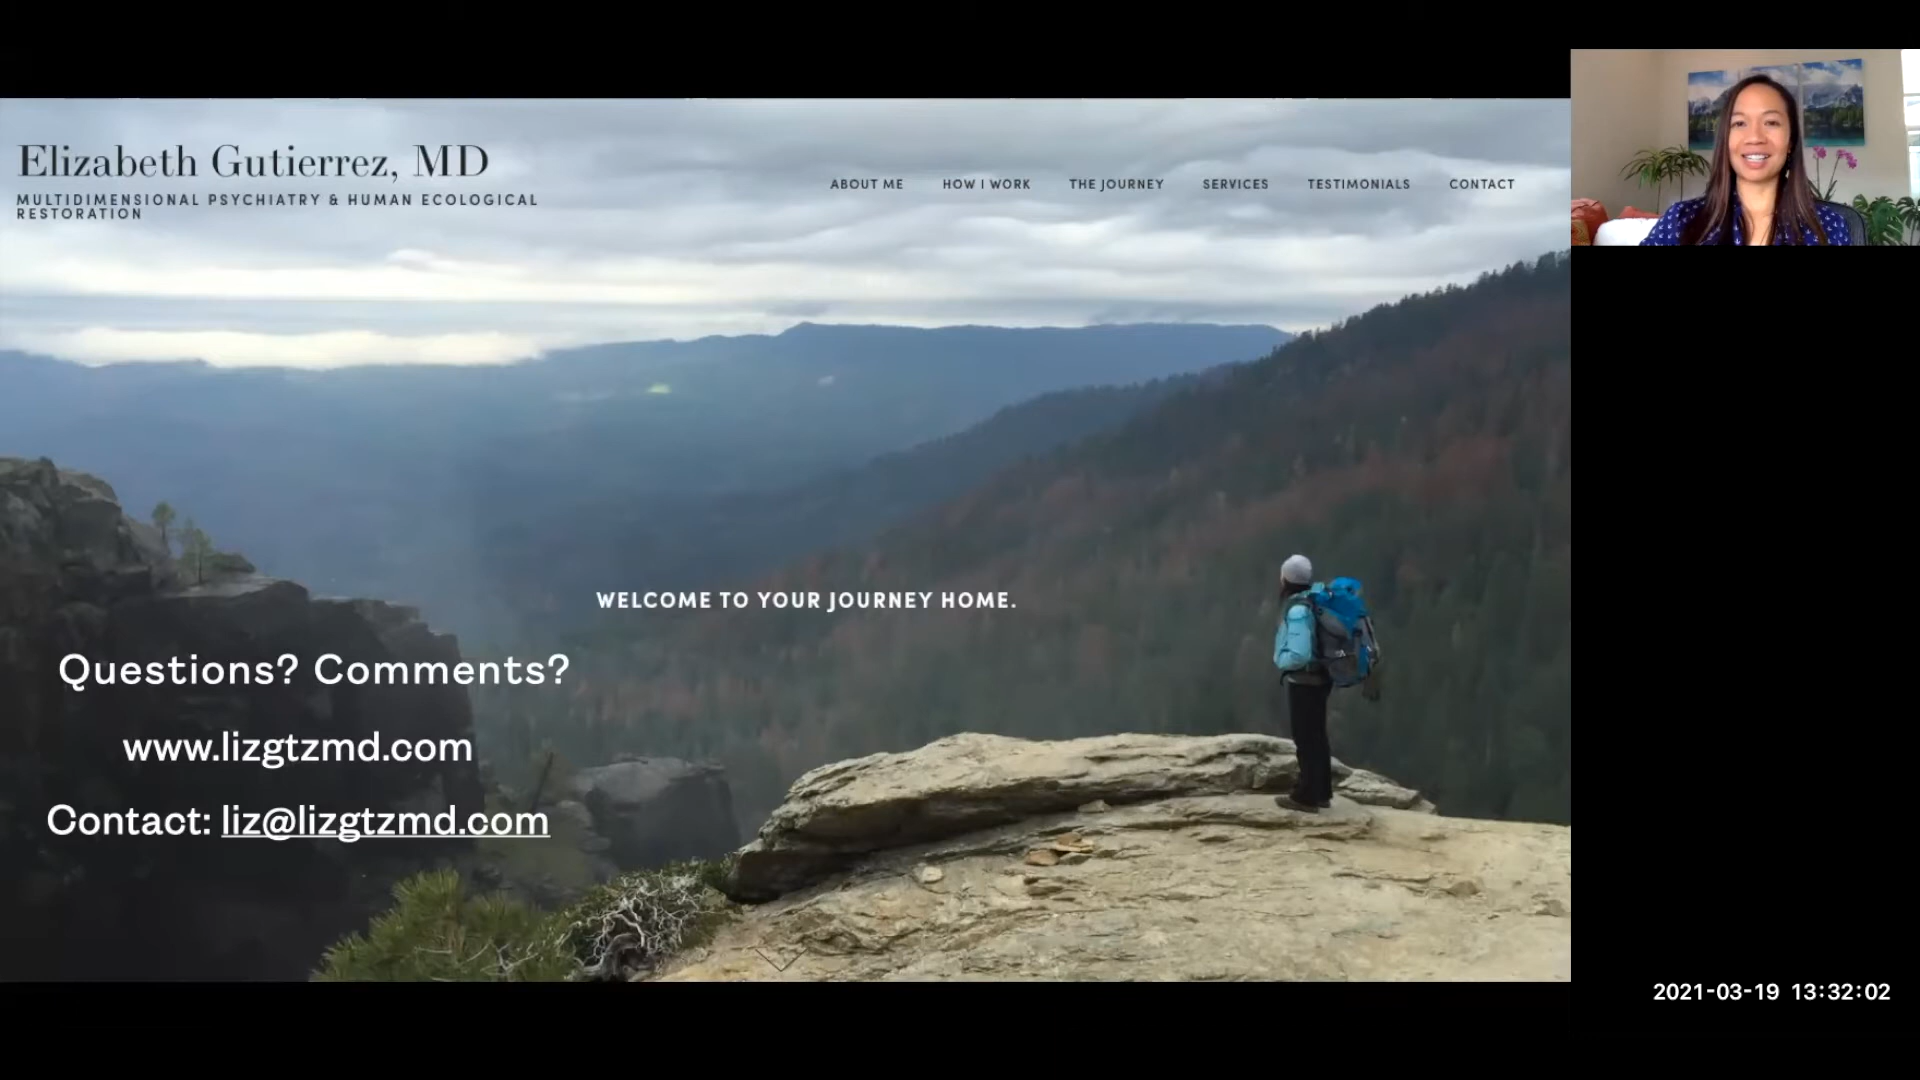 Elizabeth Gutierrez, MD
MULTIDIMENSIONAL PSYCHIATRY & HUMAN ECOLOGICAL
RESTORATION
ABOUT ME HOW I WORK THE JOURNEY SERVICES TESTIMONIALS CONTACT
WELCOME TO YOUR JOURNEY HOME.
Questions? Comments?
www.lizgtzmd.com
Contact: liz@lizgtzmd.com
2021-03-19 13:32:02